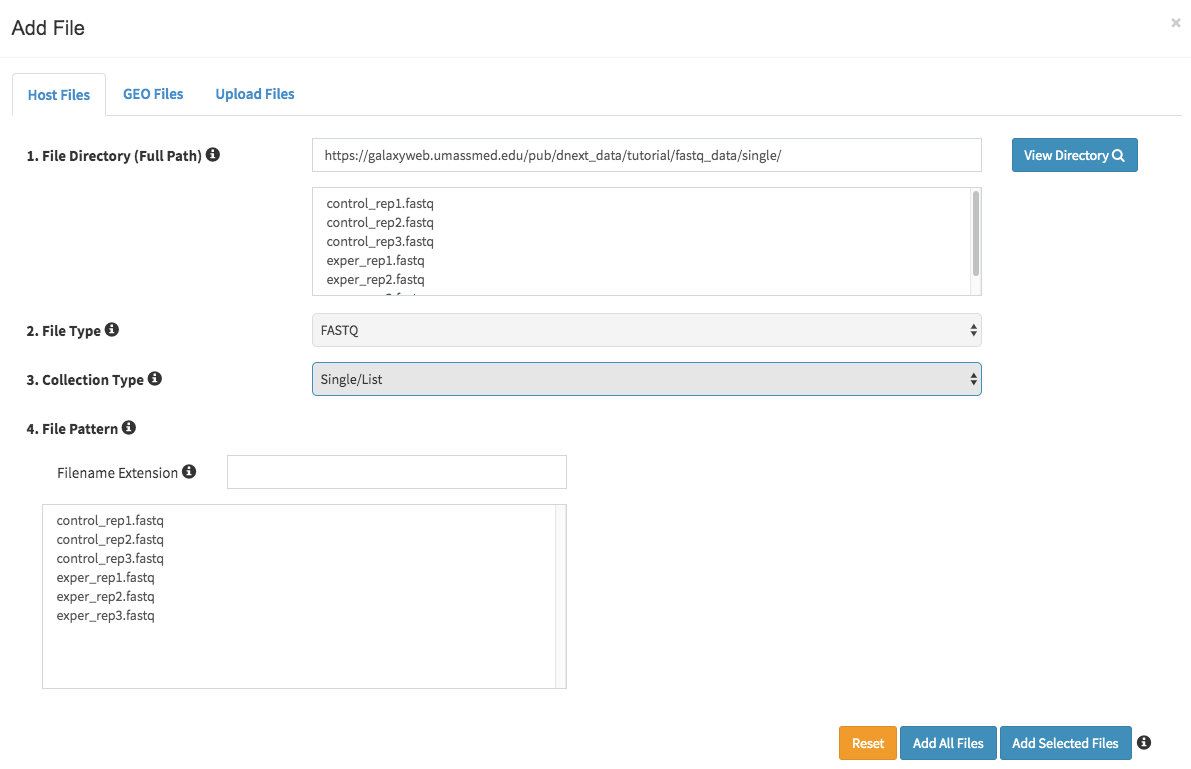 Add File
×
Host Files GEO Files Upload Files
1. File Directory (Full Path) https://galaxyweb.umassmed.edu/pub/dnext_data/tutorial/fastq_data/single/ View Directory
control_rep1.fastq
control_rep2.fastq
control_rep3.fastq
exper_rep1.fastq
exper_rep2.fastq
2. File Type FASTQ
3. Collection Type Single/List
4. File Pattern
Filename Extension
control_rep1.fastq
control_rep2.fastq
control_rep3.fastq
exper_rep1.fastq
exper_rep2.fastq
exper_rep3.fastq
Reset Add All Files Add Selected Files